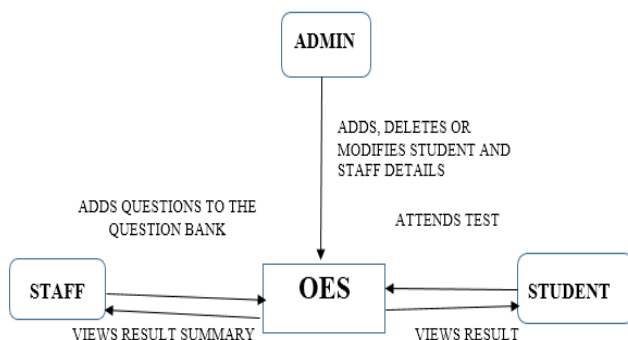 ADMIN
ADDS, DELETES OR
MODIFIES STUDENT AND
STAFF DETAILS
ADDS QUESTIONS TO THE
QUESTION BANK
ATTENDS TEST
STAFF
OES
STUDENT
VIEWS RESULT SUMMARY
VIEWS RESULT